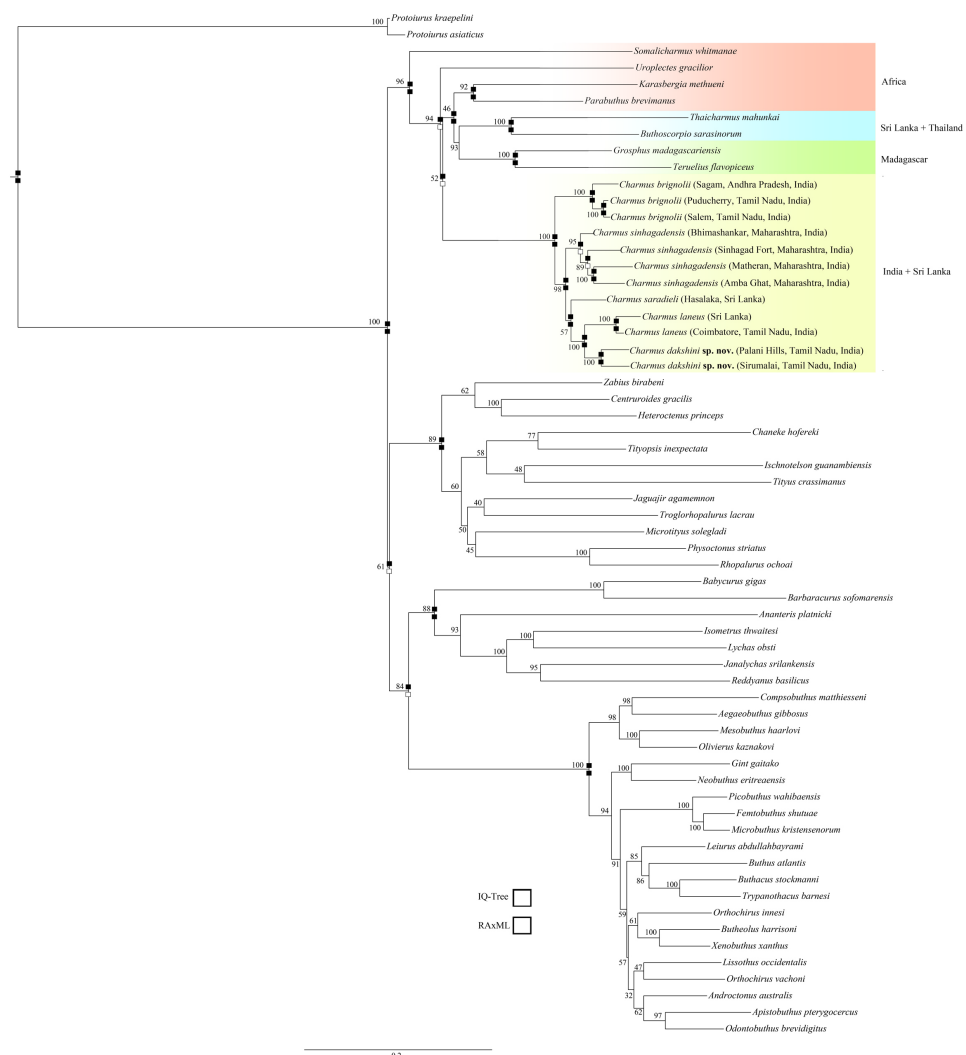 100
Protoiurus kraepelini
Protoiurus asiaticus
Somalicharmus whitmanae
96
Uroplectes gracilior
92
Karasbergia methueni
Africa
46
Parabuthus brevimanus
94
100
Thaicharmus mahunkai
Sri Lanka + Thailand
93
Buthoscorpio sarasinorum
100
Grosphus madagascariensis
Madagascar
Teruelius flavopiceus
52
100
Charmus brignolii (Sagam, Andhra Pradesh, India)
Charmus brignolii (Puducherry, Tamil Nadu, India)
100
Charmus brignolii (Salem, Tamil Nadu, India)
100
Charmus sinhagadensis (Bhimashankar, Maharashtra, India)
95
Charmus sinhagadensis (Sinhagad Fort, Maharashtra, India)
89
Charmus sinhagadensis (Matheran, Maharashtra, India)
India + Sri Lanka
100
Charmus sinhagadensis (Amba Ghat, Maharashtra, India)
98
Charmus saradieli (Hasalaka, Sri Lanka)
100
Charmus laneus (Sri Lanka)
57
Charmus laneus (Coimbatore, Tamil Nadu, India)
100
Charmus dakshini sp. nov. (Palani Hills, Tamil Nadu, India)
100
Charmus dakshini sp. nov. (Sirumalai, Tamil Nadu, India)
100
Zabius birabeni
62
Centruroides gracilis
100
Heteroctenus princeps
89
Chaneke hofereki
77
Tityopsis inexpectata
58
Ischnotelson guanambiensis
48
Tityus crassimanus
60
Jaguajir agamemnon
40
Troglorhopalurus lacrau
50
Microtityus solegladi
45
Physoctonus striatus
100
Rhopalurus ochoai
61
Babycurus gigas
100
Barbaracurus sofomarensis
88
Ananteris platnicki
93
Isometrus thwaitesi
100
Lychas obsti
100
Janalychas srilankensis
95
Reddyanus basilicus
84
Compsobuthus matthiesseni
98
Aegaeobuthus gibbosus
98
Mesobuthus haarlovi
100
Olivierus kaznakovi
100
Gint gaitako
100
Neobuthus eritreaensis
94
Picobuthus wahibaensis
100
Femtobuthus shutuae
100
Microbuthus kristensenorum
91
Leiurus abdullahbayrami
85
Buthus atlantis
86
Buthacus stockmanni
100
Trypanothacus barnesi
IQ-Tree
59
Orthochirus innesi
61
Butheolus harrisoni
RAxML
100
Xenobuthus xanthus
57
Lissothus occidentalis
47
Orthochirus vachoni
32
Androctonus australis
62
Apistobuthus pterygocercus
97
Odontobuthus brevidigitus
0.2